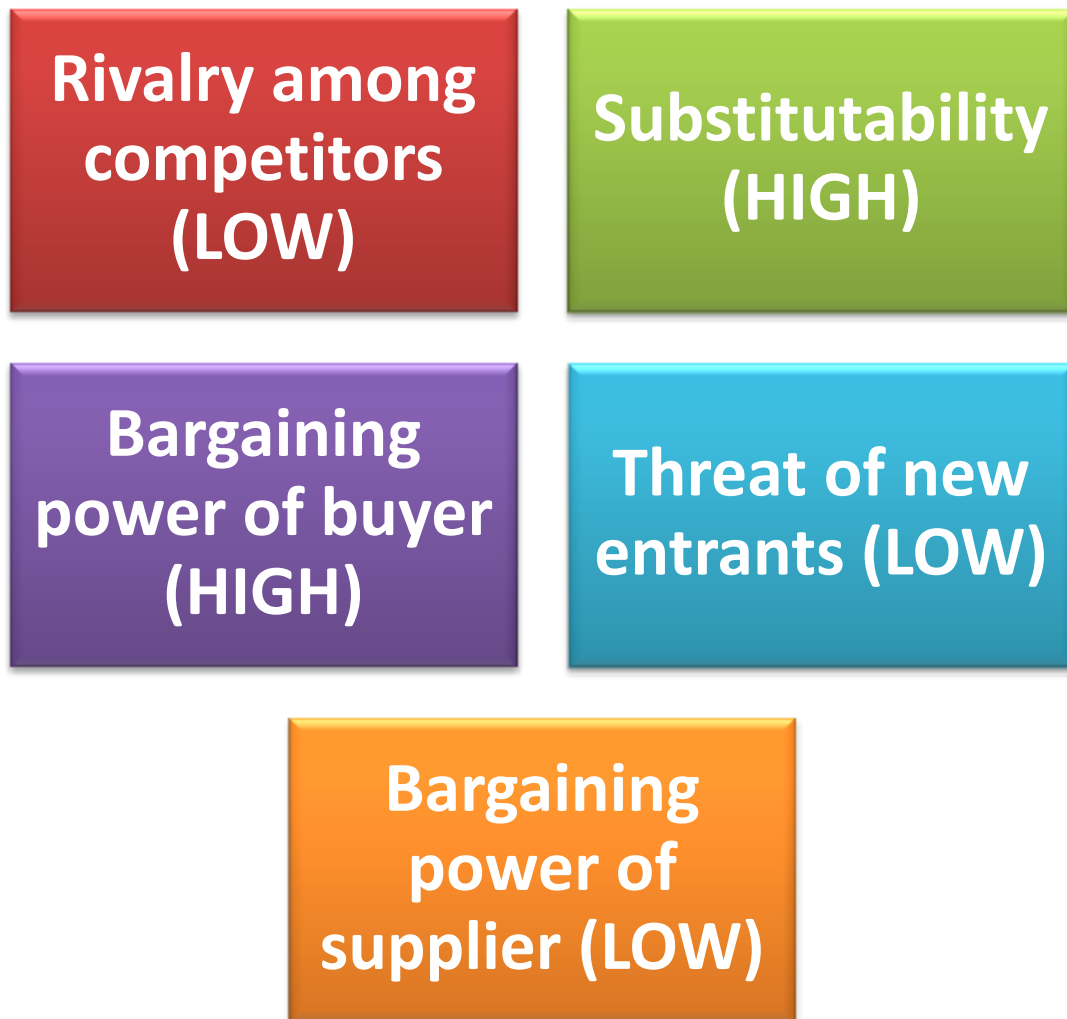 Rivalry among
competitors
(LOW)
Substitutability
(HIGH)
Bargaining
power of buyer
(HIGH)
Threat of new
entrants (LOW)
Bargaining
power of
supplier (LOW)